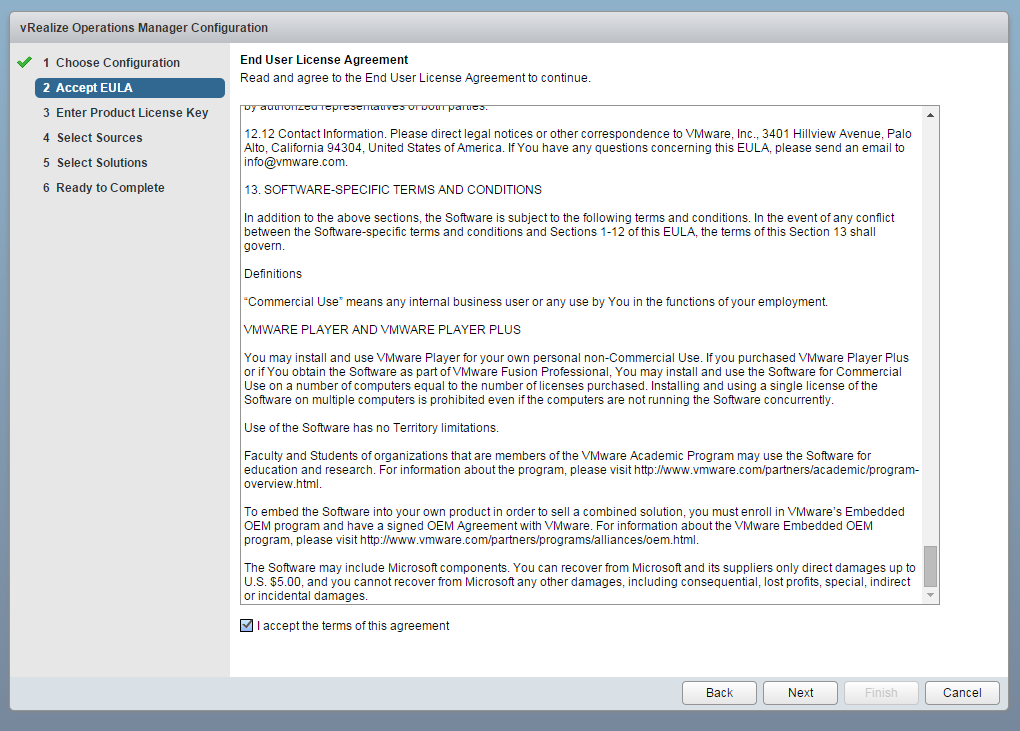 vRealize Operations Manager Configuration
1 Choose Configuration
2 Accept EULA
3 Enter Product License Key
4 Select Sources
5 Select Solutions
6 Ready to Complete
End User License Agreement
Read and agree to the End User License Agreement to continue.
by authorized representatives of both parties.
12.12 Contact Information. Please direct legal notices or other correspondence to VMware, Inc., 3401 Hillview Avenue, Palo
Alto, California 94304, United States of America. If You have any questions concerning this EULA, please send an email to
info@vmware.com.
13. SOFTWARE-SPECIFIC TERMS AND CONDITIONS
In addition to the above sections, the Software is subject to the following terms and conditions. In the event of any conflict
between the Software-specific terms and conditions and Sections 1-12 of this EULA, the terms of this Section 13 shall
govern.
Definitions
“Commercial Use” means any internal business user or any use by You in the functions of your employment.
VMWARE PLAYER AND VMWARE PLAYER PLUS
You may install and use VMware Player for your own personal non-Commercial Use. If you purchased VMware Player Plus
or if You obtain the Software as part of VMware Fusion Professional, You may install and use the Software for Commercial
Use on a number of computers equal to the number of licenses purchased. Installing and using a single license of the
Software on multiple computers is prohibited even if the computers are not running the Software concurrently.
Use of the Software has no Territory limitations.
Faculty and Students of organizations that are members of the VMware Academic Program may use the Software for
education and research. For information about the program, please visit http://www.vmware.com/partners/academic/program-
overview.html.
To embed the Software into your own product in order to sell a combined solution, you must enroll in VMware’s Embedded
OEM program and have a signed OEM Agreement with VMware. For information about the VMware Embedded OEM
program, please visit http://www.vmware.com/partners/programs/alliances/oem.html.
The Software may include Microsoft components. You can recover from Microsoft and its suppliers only direct damages up to
U.S. $5.00, and you cannot recover from Microsoft any other damages, including consequential, lost profits, special, indirect
or incidental damages.
I accept the terms of this agreement
Back
Next
Finish
Cancel